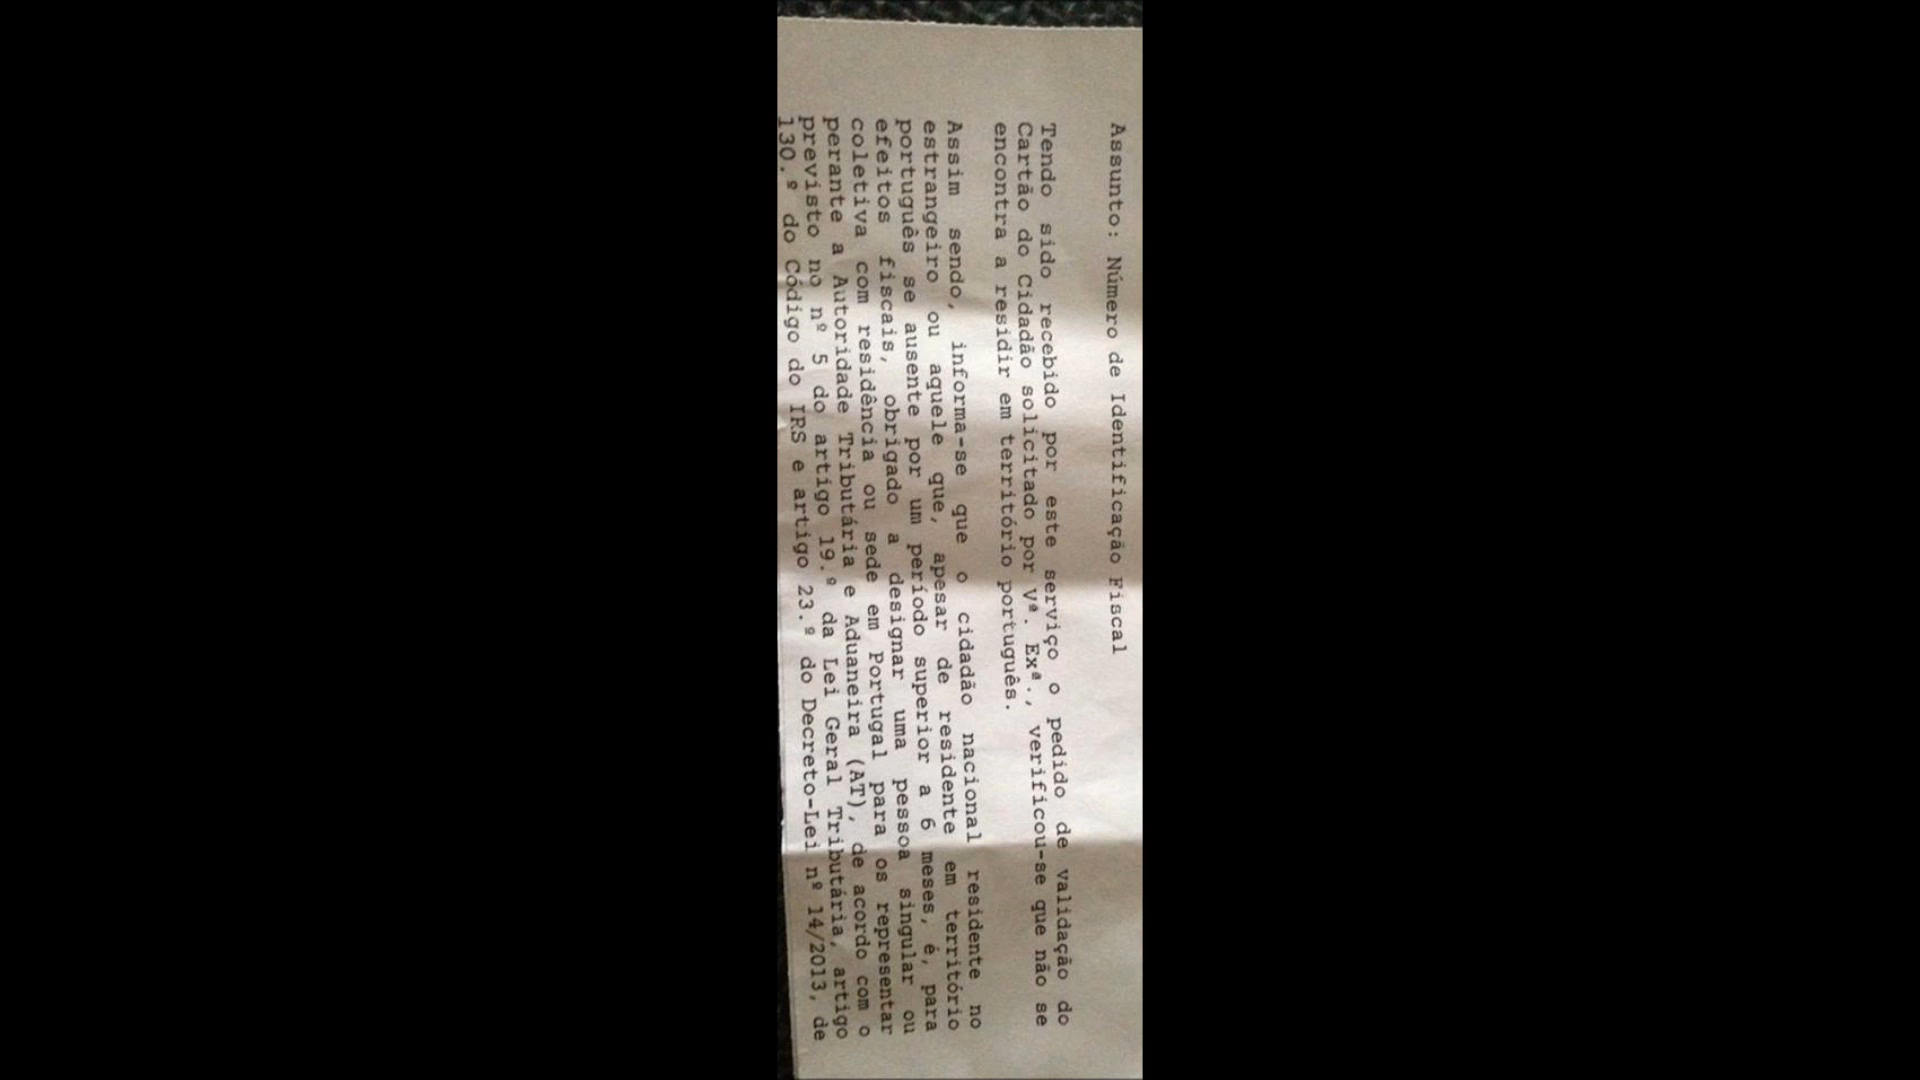 Assunto: Número de Identificação Fiscal
Tendo sido recebido por este serviço o pedido de validação do
Cartão do Cidadão solicitado por Vª. Exª., verificou-se que não se
encontra a residir em território português.
Assim sendo, informa-se que o cidadão nacional residente no
estrangeiro ou aquele que, apesar de residente em território
português se ausente por um período superior a 6 meses, é, para
efeitos fiscais, obrigado a designar uma pessoa singular ou
coletiva com residência ou sede em Portugal para os representar
perante a Autoridade Tributária e Aduaneira (AT), de acordo com o
previsto no nº 5 do artigo 19.º da Lei Geral Tributária, artigo
130.º do Código do IRS e artigo 23.º do Decreto-Lei nº 14/2013, de